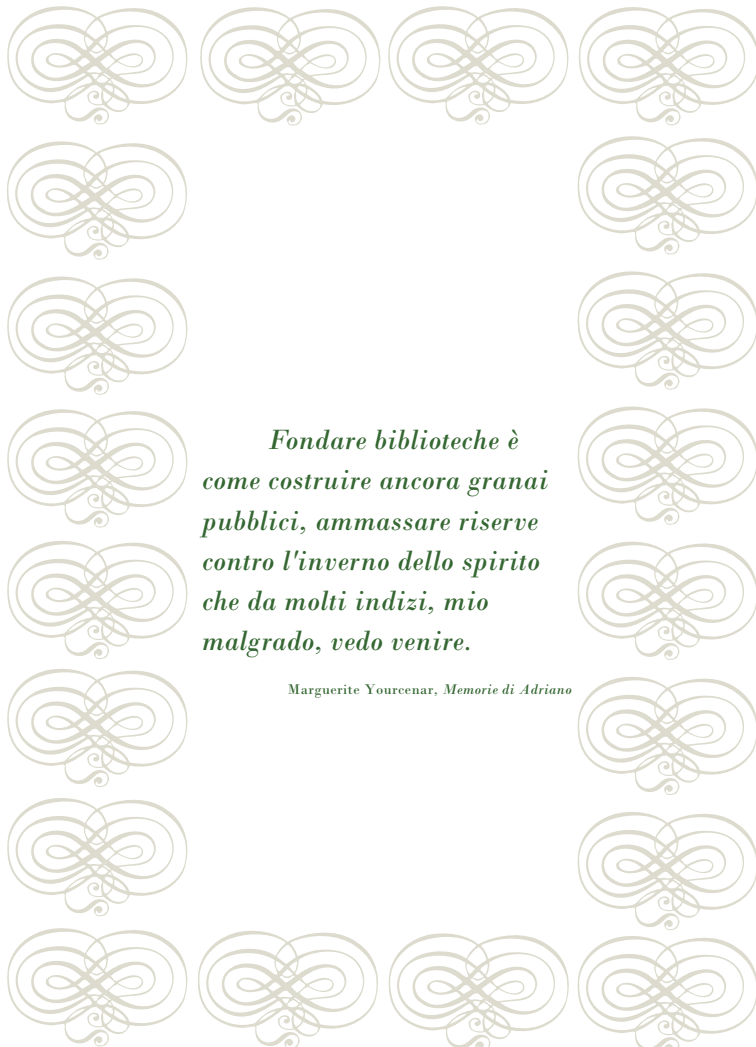 Fondare biblioteche è
come costruire ancora granai
pubblici, ammassare riserve
contro l'inverno dello spirito
che da molti indizi, mio
malgrado, vedo venire.
Marguerite Yourcenar, Memorie di Adriano